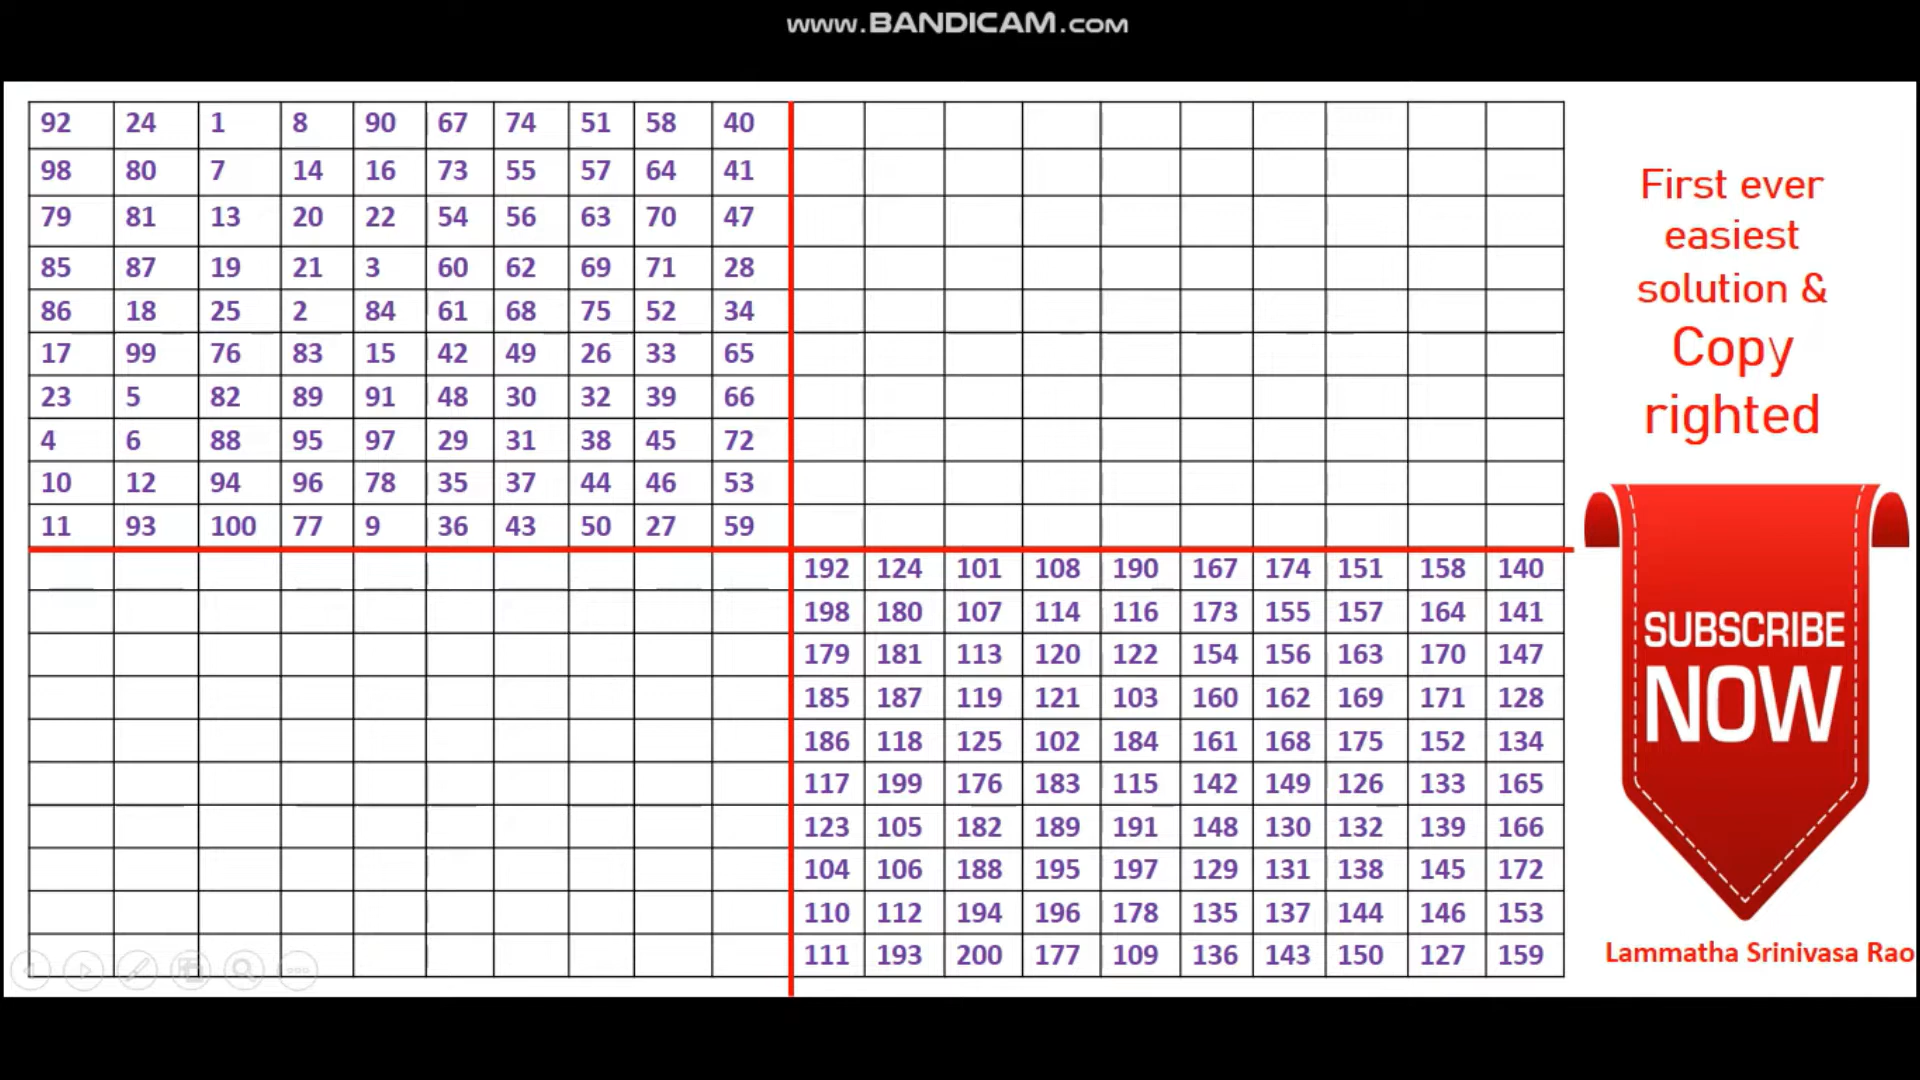 www.BANDICAM.COM
92 24 1 8 90 67 74 51 58 40
98 80 7 14 16 73 55 57 64 41
79 81 13 20 22 54 56 63 70 47
85 87 19 21 3 60 62 69 71 28
86 18 25 2 84 61 68 75 52 34
17 99 76 83 15 42 49 26 33 65
23 5 82 89 91 48 30 32 39 66
4 6 88 95 97 29 31 38 45 72
10 12 94 96 78 35 37 44 46 53
11 93 100 77 9 36 43 50 27 59
192 124 101 108 190 167 174 151 158 140
198 180 107 114 116 173 155 157 164 141
179 181 113 120 122 154 156 163 170 147
185 187 119 121 103 160 162 169 171 128
186 118 125 102 184 161 168 175 152 134
117 199 176 183 115 142 149 126 133 165
123 105 182 189 191 148 130 132 139 166
104 106 188 195 197 129 131 138 145 172
110 112 194 196 178 135 137 144 146 153
111 193 200 177 109 136 143 150 127 159
First ever
easiest
solution &
Copy
righted
SUBSCRIBE
NOW
Lammatha Srinivasa Rao